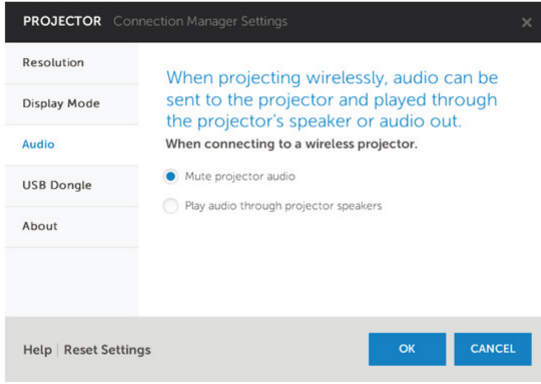 PROJECTOR Connection Manager Settings ×
Resolution
Display Mode
Audio
USB Dongle
About
When projecting wirelessly, audio can be
sent to the projector and played through
the projector's speaker or audio out.
When connecting to a wireless projector.
Mute projector audio
Play audio through projector speakers
Help | Reset Settings
OK
CANCEL